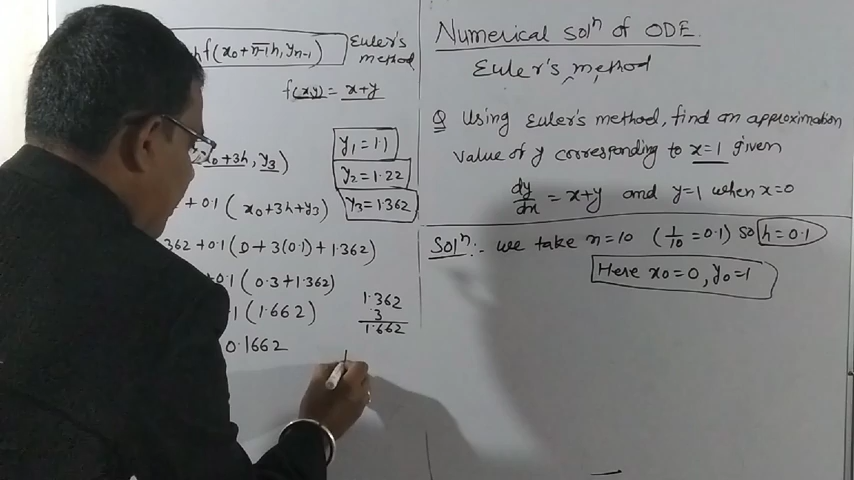 hf(x0+n-1h, yn-1) Euler's method
f(x,y) = x+y
x0+3h, y3)
y1=1.1
y2=1.22
y3=1.362
+ 0.1 (x0+3h+y3)
362 + 0.1 (0 + 3(0.1) + 1.362)
0.1 (0.3+1.362)
1 (1.662)
0.1662
1.362
3
1.662
Numerical Solⁿ of ODE.
Euler's method
Q Using Euler's method, find an approximation
value of y corresponding to x=1 given
dy/dx = x+y and y=1 when x=0
Solⁿ:- we take n=10 (1/10 = 0.1) so h=0.1
Here x0=0, y0=1